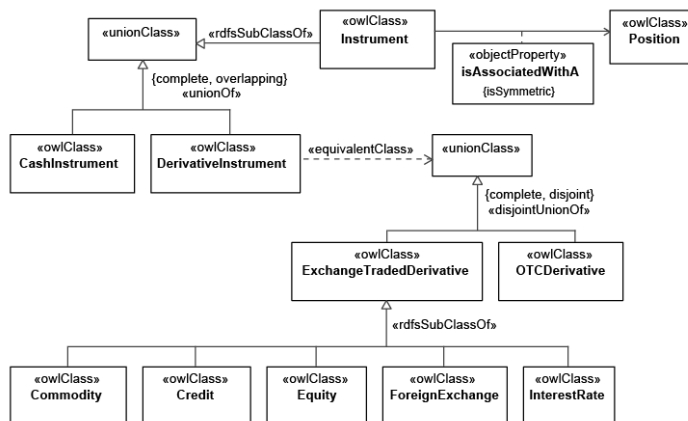 «owlClass»
Instrument
«owlClass»
Position
«unionClass»
«rdfsSubClassOf»
«objectProperty»
isAssociatedWithA
{isSymmetric}
{complete, overlapping}
«unionOf»
«owlClass»
CashInstrument
«owlClass»
DerivativeInstrument
«equivalentClass»
«unionClass»
{complete, disjoint}
«disjointUnionOf»
«owlClass»
ExchangeTradedDerivative
«owlClass»
OTCDerivative
«rdfsSubClassOf»
«owlClass»
Commodity
«owlClass»
Credit
«owlClass»
Equity
«owlClass»
ForeignExchange
«owlClass»
InterestRate